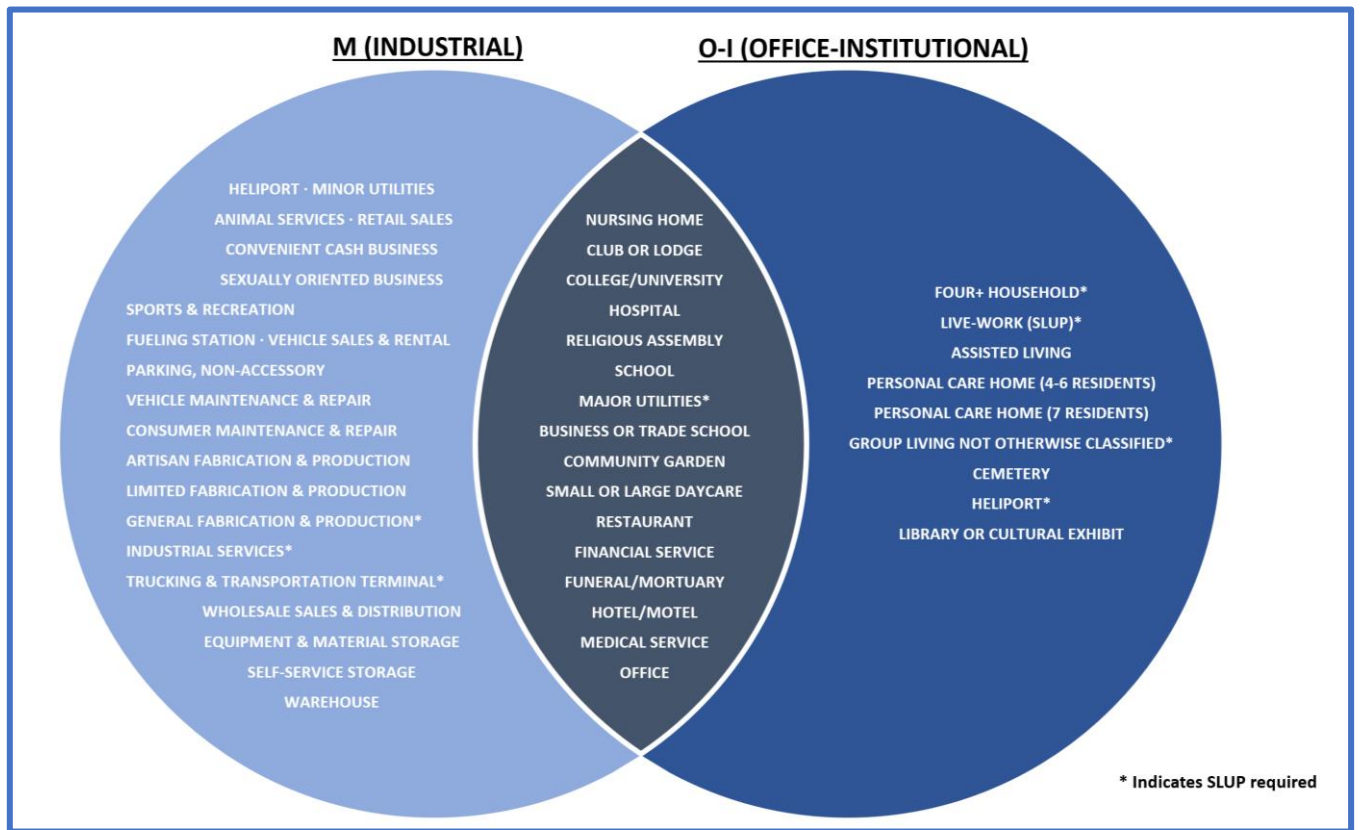 M (INDUSTRIAL)
O-I (OFFICE-INSTITUTIONAL)
HELIPORT · MINOR UTILITIES
ANIMAL SERVICES · RETAIL SALES
CONVENIENT CASH BUSINESS
SEXUALLY ORIENTED BUSINESS
SPORTS & RECREATION
FUELING STATION · VEHICLE SALES & RENTAL
PARKING, NON-ACCESSORY
VEHICLE MAINTENANCE & REPAIR
CONSUMER MAINTENANCE & REPAIR
ARTISAN FABRICATION & PRODUCTION
LIMITED FABRICATION & PRODUCTION
GENERAL FABRICATION & PRODUCTION*
INDUSTRIAL SERVICES*
TRUCKING & TRANSPORTATION TERMINAL*
WHOLESALE SALES & DISTRIBUTION
EQUIPMENT & MATERIAL STORAGE
SELF-SERVICE STORAGE
WAREHOUSE
NURSING HOME
CLUB OR LODGE
COLLEGE/UNIVERSITY
HOSPITAL
RELIGIOUS ASSEMBLY
SCHOOL
MAJOR UTILITIES*
BUSINESS OR TRADE SCHOOL
COMMUNITY GARDEN
SMALL OR LARGE DAYCARE
RESTAURANT
FINANCIAL SERVICE
FUNERAL/MORTUARY
HOTEL/MOTEL
MEDICAL SERVICE
OFFICE
FOUR+ HOUSEHOLD*
LIVE-WORK (SLUP)*
ASSISTED LIVING
PERSONAL CARE HOME (4-6 RESIDENTS)
PERSONAL CARE HOME (7 RESIDENTS)
GROUP LIVING NOT OTHERWISE CLASSIFIED*
CEMETERY
HELIPORT*
LIBRARY OR CULTURAL EXHIBIT
* Indicates SLUP required